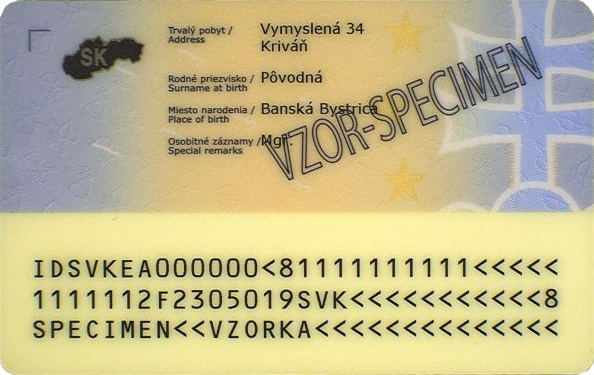 SK
Trvalý pobyt /
Address
Vymyslená 34
Kriváň
Rodné priezvisko /
Surname at birth
Pôvodná
Miesto narodenia /
Place of birth
Banská Bystrica
Osobitné záznamy /
Special remarks
Mgr.
VZOR-SPECIMEN
IDSVKEA000000<81111111111<<<<<
1111112F2305019SVK<<<<<<<<<<<8
SPECIMEN<<VZORKA<<<<<<<<<<<<<<